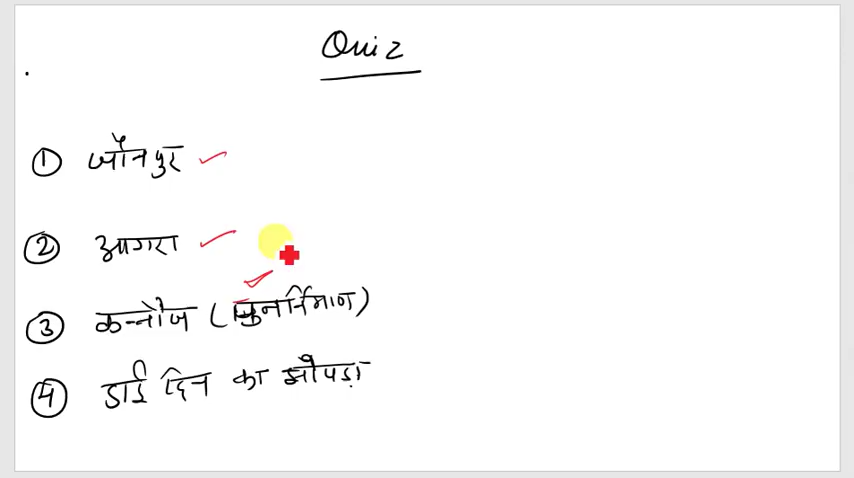 Quiz
① जौनपुर
② आगरा
③ कन्नौज (पुनर्निमाण)
④ ढाई दिन का झौपडा